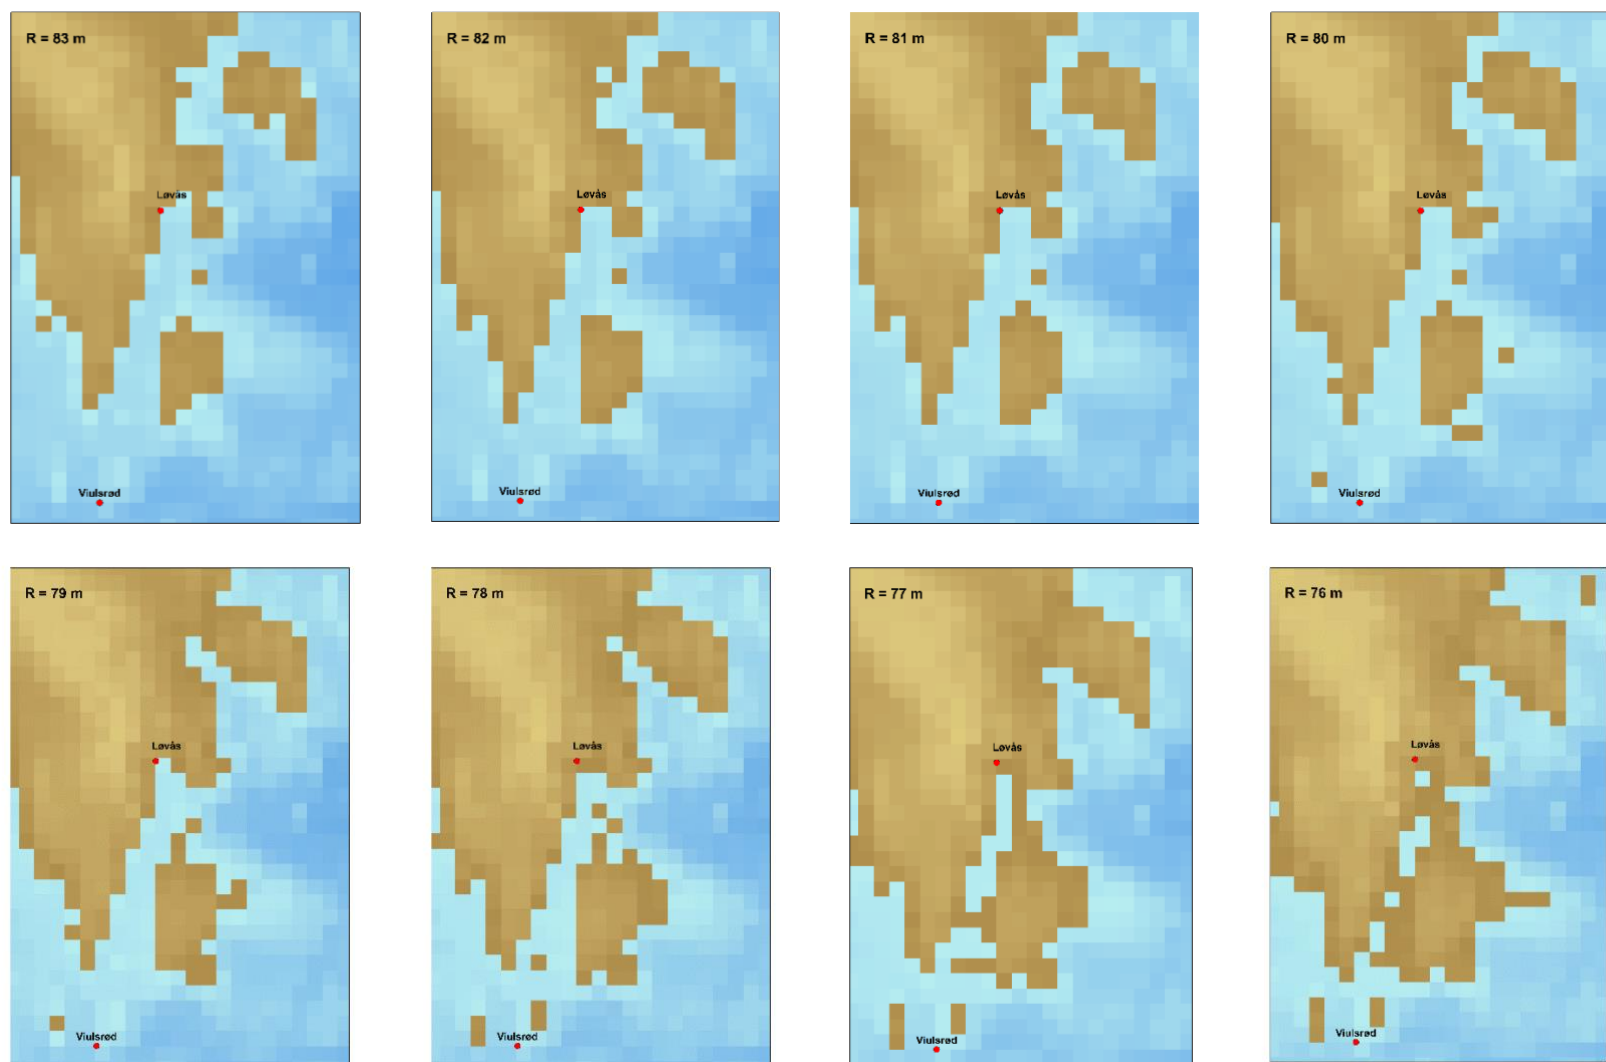 R = 83 m
Løvås
Viulsrød
R = 82 m
Løvås
Viulsrød
R = 81 m
Løvås
Viulsrød
R = 80 m
Løvås
Viulsrød
R = 79 m
Løvås
Viulsrød
R = 78 m
Løvås
Viulsrød
R = 77 m
Løvås
Viulsrød
R = 76 m
Løvås
Viulsrød